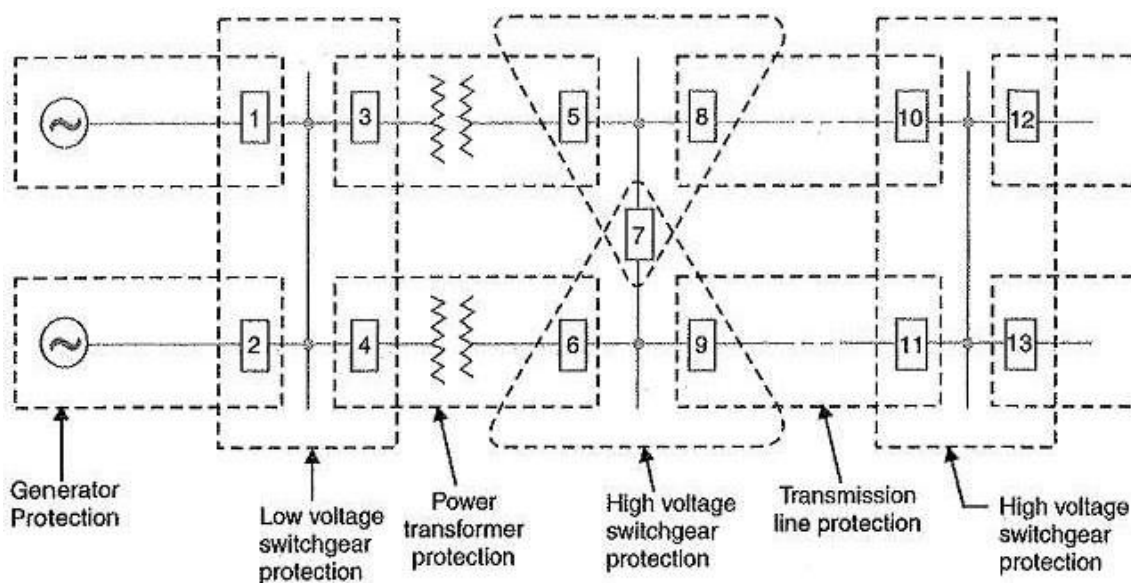 1
3
5
8
10
12
7
2
4
6
9
11
13
Generator
Protection
Low voltage
switchgear
protection
Power
transformer
protection
High voltage
switchgear
protection
Transmission
line protection
High voltage
switchgear
protection